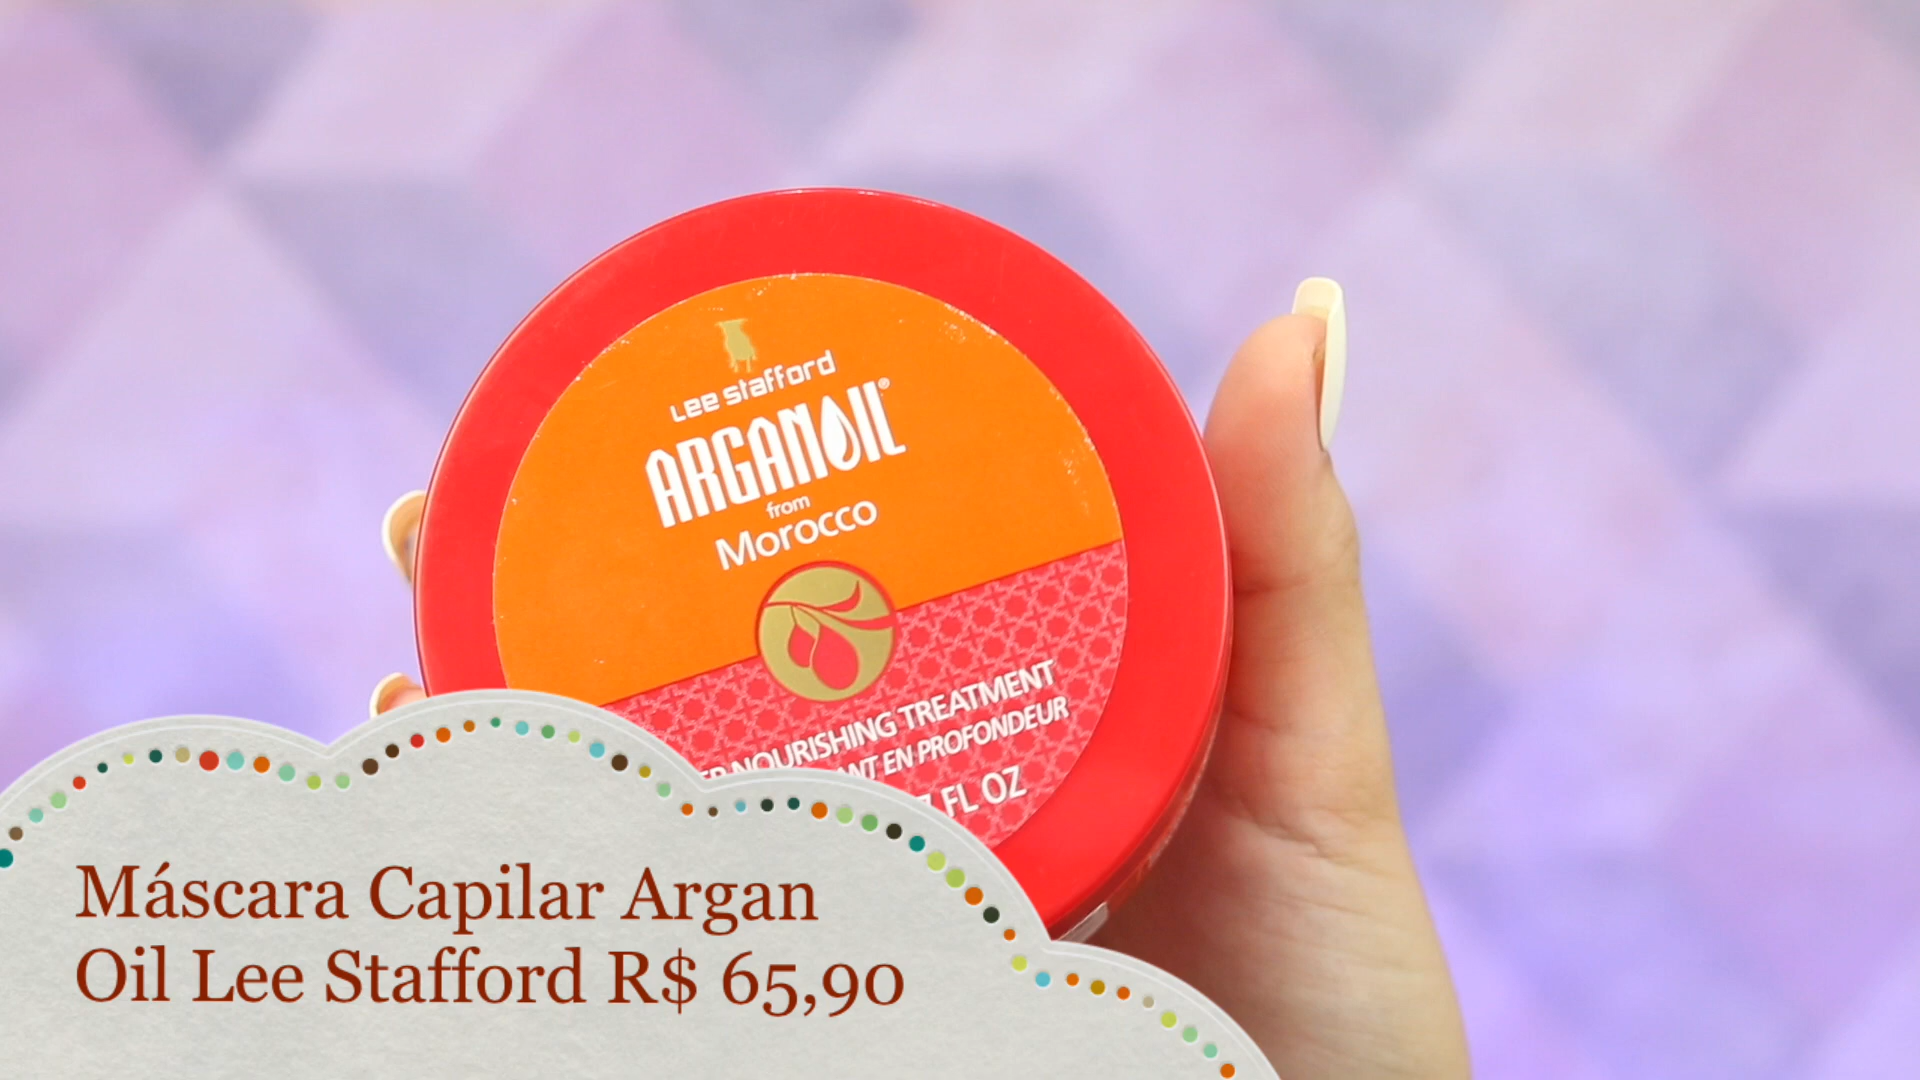 Lee Stafford
ARGANOIL®
from
Morocco
NOURISHING TREATMENT
EN PROFONDEUR
FL OZ
Máscara Capilar Argan
Oil Lee Stafford R$ 65,90